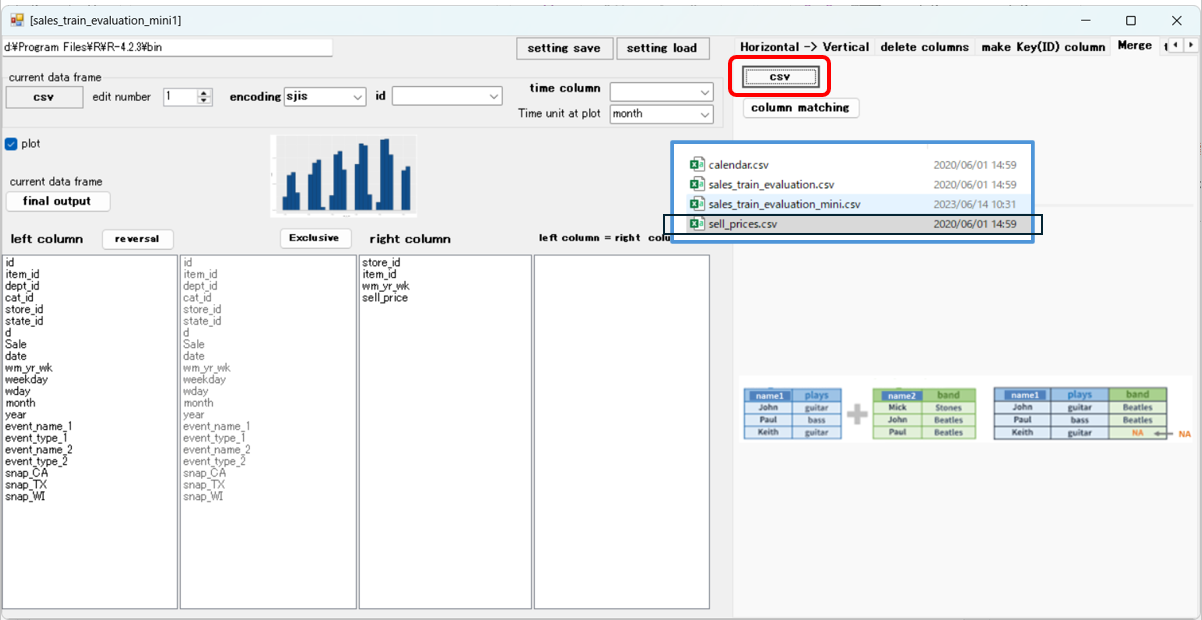 [sales_train_evaluation_mini1]
d:¥Program Files¥R¥R-4.2.3¥bin
setting save
setting load
Horizontal -> Vertical
delete columns
make Key(ID) column
Merge
current data frame
csv
edit number
1
encoding
sjis
id
time column
Time unit at plot
month
csv
column matching
plot
calendar.csv 2020/06/01 14:59
sales_train_evaluation.csv 2020/06/01 14:59
sales_train_evaluation_mini.csv 2023/06/14 10:31
sell_prices.csv 2020/06/01 14:59
current data frame
final output
left column
reversal
Exclusive
right column
left column = right
id
item_id
dept_id
cat_id
store_id
state_id
d
Sale
date
wm_yr_wk
weekday
wday
month
year
event_name_1
event_type_1
event_name_2
event_type_2
snap_CA
snap_TX
snap_WI
id
item_id
dept_id
cat_id
store_id
state_id
d
Sale
date
wm_yr_wk
weekday
wday
month
year
event_name_1
event_type_1
event_name_2
event_type_2
snap_CA
snap_TX
snap_WI
store_id
item_id
wm_yr_wk
sell_price
name1 plays
John guitar
Paul bass
Keith guitar
+
name2 band
Mick Stones
John Beatles
Paul Beatles
name1 plays band
John guitar Beatles
Paul bass Beatles
Keith guitar NA
NA